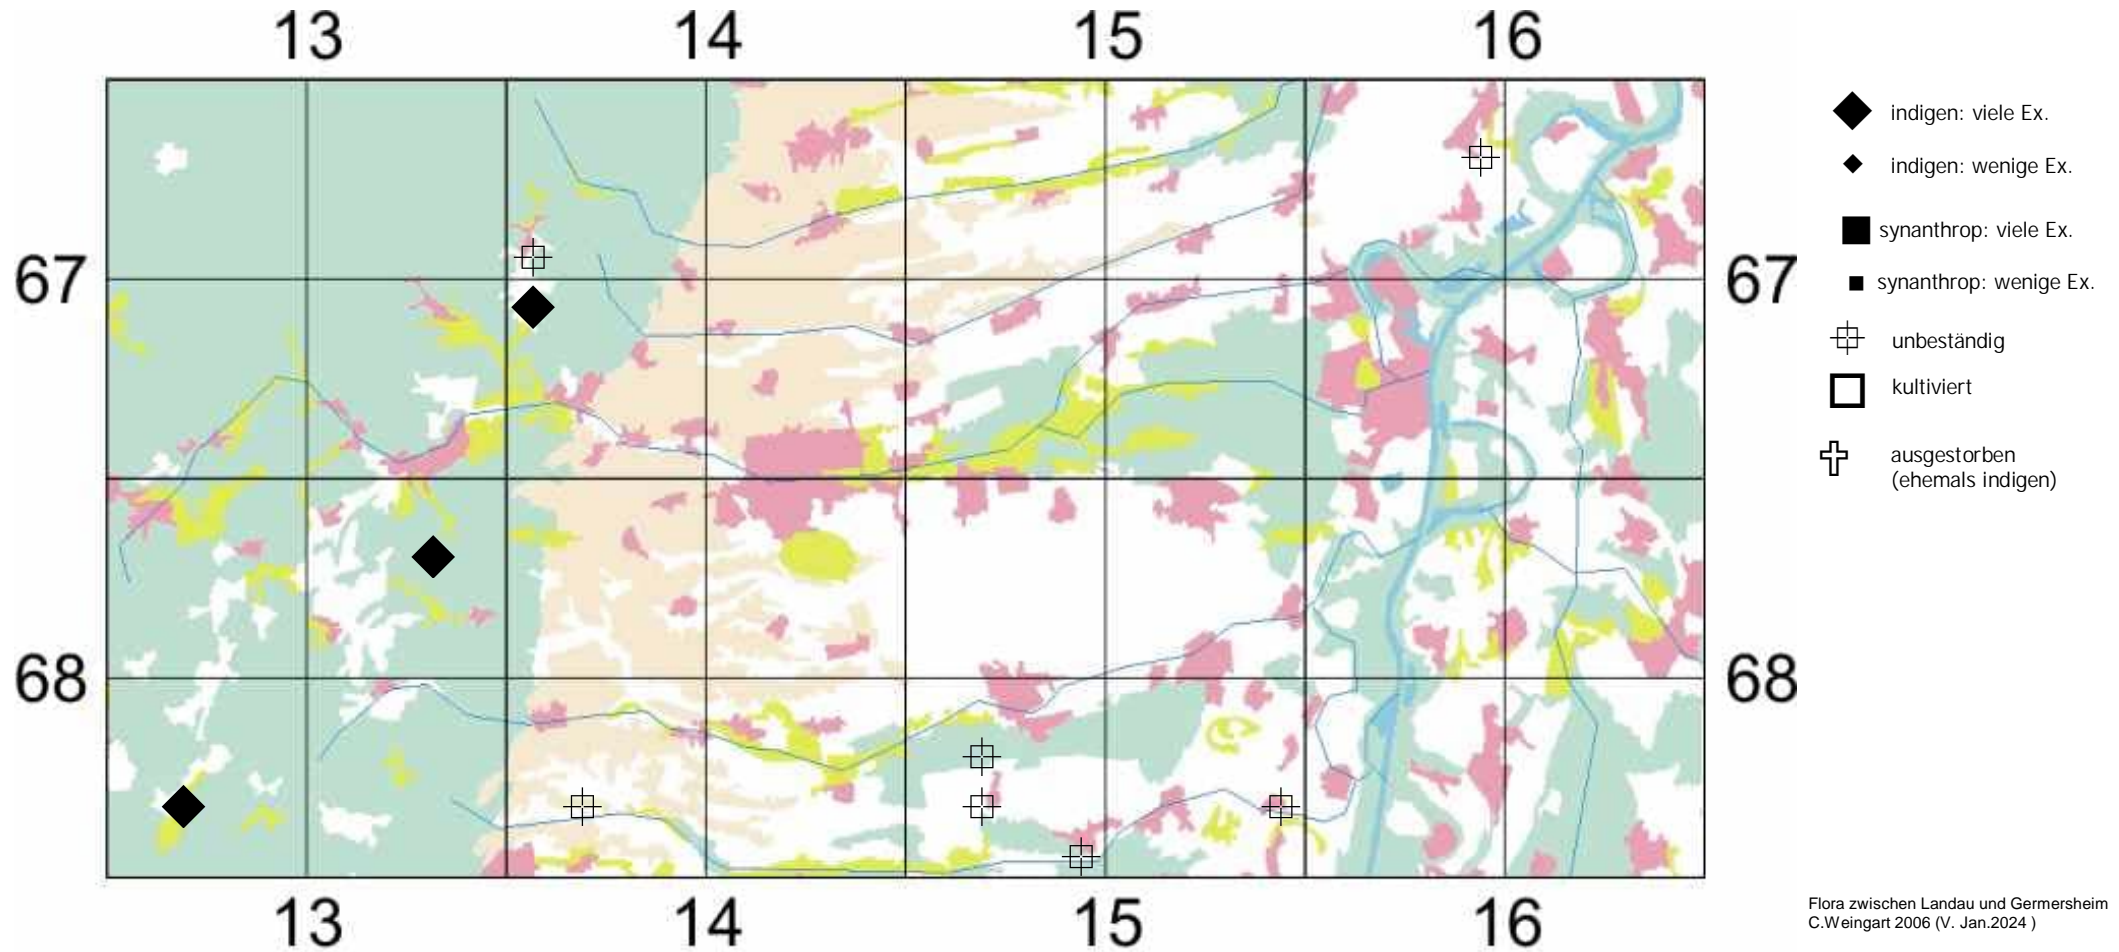 13 14 15 16
67 67
68 68
13 14 15 16
indigen: viele Ex.
indigen: wenige Ex.
synanthrop: viele Ex.
synanthrop: wenige Ex.
unbeständig
kultiviert
ausgestorben
(ehemals indigen)
Flora zwischen Landau und Germersheim
C.Weingart 2006 (V. Jan.2024 )